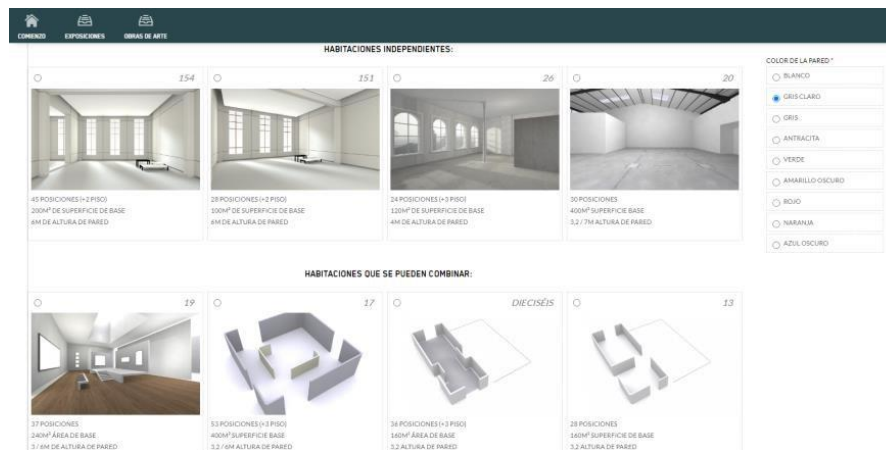 COMIENZO EXPOSICIONES OBRAS DE ARTE
HABITACIONES INDEPENDIENTES:
154
45 POSICIONES (+2 PISO)
200M² DE SUPERFICIE DE BASE
6M DE ALTURA DE PARED
151
28 POSICIONES (+2 PISO)
100M² DE SUPERFICIE DE BASE
6M DE ALTURA DE PARED
26
24 POSICIONES (+3 PISO)
120M² DE SUPERFICIE DE BASE
4M DE ALTURA DE PARED
20
30 POSICIONES
400M² SUPERFICIE DE BASE
3,2 / 7M ALTURA DE PARED
COLOR DE LA PARED *
BLANCO
GRIS CLARO
GRIS
ANTRACITA
VERDE
AMARILLO OSCURO
ROJO
NARANJA
AZUL OSCURO
HABITACIONES QUE SE PUEDEN COMBINAR:
19
37 POSICIONES
240M² ÁREA DE BASE
3 / 6M DE ALTURA DE PARED
17
53 POSICIONES (+3 PISO)
400M² SUPERFICIE BASE
3,2 / 6M ALTURA DE PARED
DIECISÉIS
36 POSICIONES (+3 PISO)
160M² ÁREA DE BASE
3,2 ALTURA DE PARED
13
28 POSICIONES
160M² SUPERFICIE DE BASE
3,2 ALTURA DE PARED